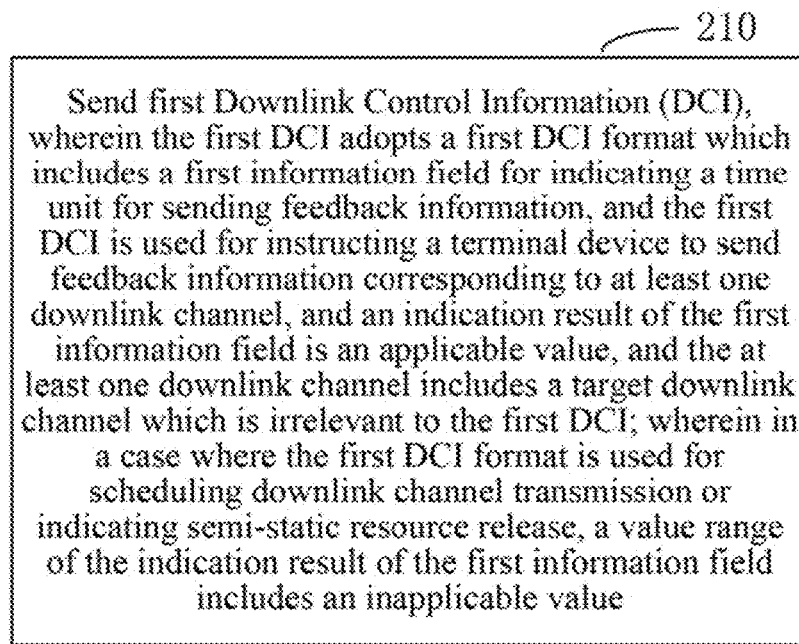 210
Send first Downlink Control Information (DCI),
wherein the first DCI adopts a first DCI format which
includes a first information field for indicating a time
unit for sending feedback information, and the first
DCI is used for instructing a terminal device to send
feedback information corresponding to at least one
downlink channel, and an indication result of the first
information field is an applicable value, and the at
least one downlink channel includes a target downlink
channel which is irrelevant to the first DCI; wherein in
a case where the first DCI format is used for
scheduling downlink channel transmission or
indicating semi-static resource release, a value range
of the indication result of the first information field
includes an inapplicable value